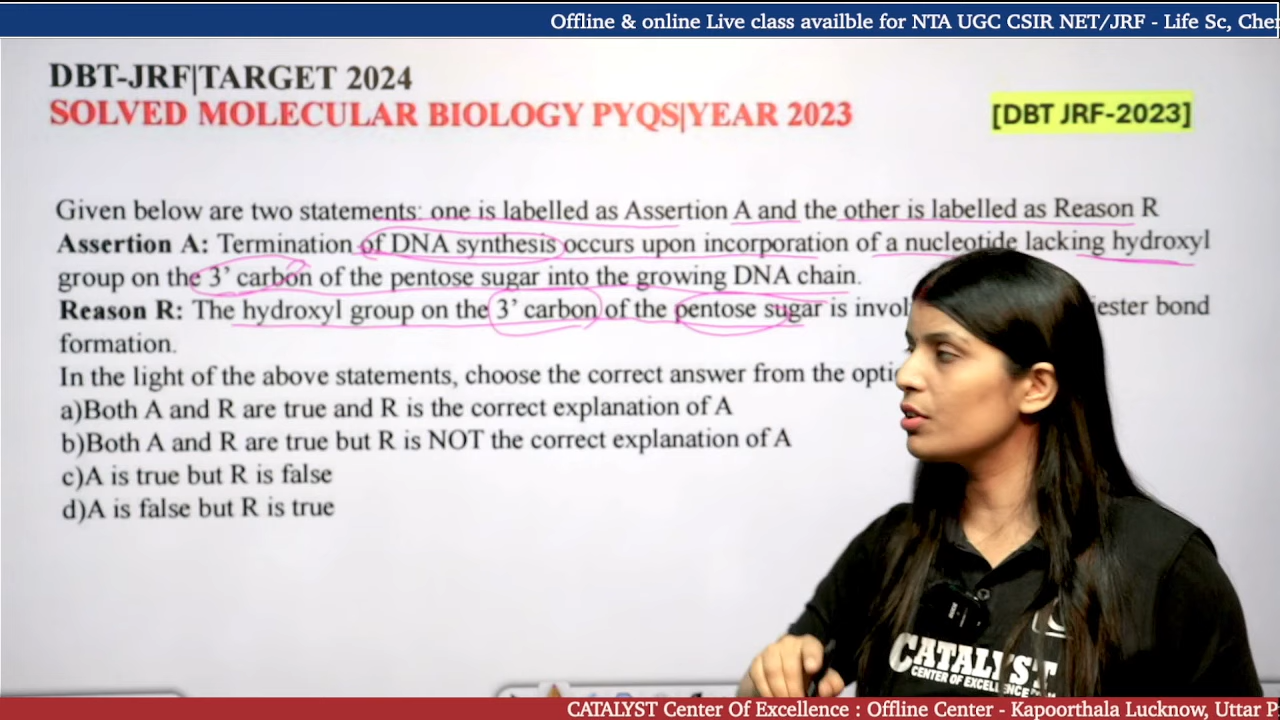 Offline & online Live class availble for NTA UGC CSIR NET/JRF - Life Sc,
DBT-JRF|TARGET 2024
SOLVED MOLECULAR BIOLOGY PYQS|YEAR 2023
[DBT JRF-2023]
Given below are two statements: one is labelled as Assertion A and the other is labelled as Reason R
Assertion A: Termination of DNA synthesis occurs upon incorporation of a nucleotide lacking hydroxyl
group on the 3’ carbon of the pentose sugar into the growing DNA chain.
Reason R: The hydroxyl group on the 3’ carbon of the pentose sugar is bond
formation.
In the light of the above statements, choose the correct answer from the
a)Both A and R are true and R is the correct explanation of A
b)Both A and R are true but R is NOT the correct explanation of A
c)A is true but R is false
d)A is false but R is true
CATALYST
CENTER OF EXCELLENCE
CATALYST Center Of Excellence : Offline Center - Kapoorthala Lucknow, Uttar